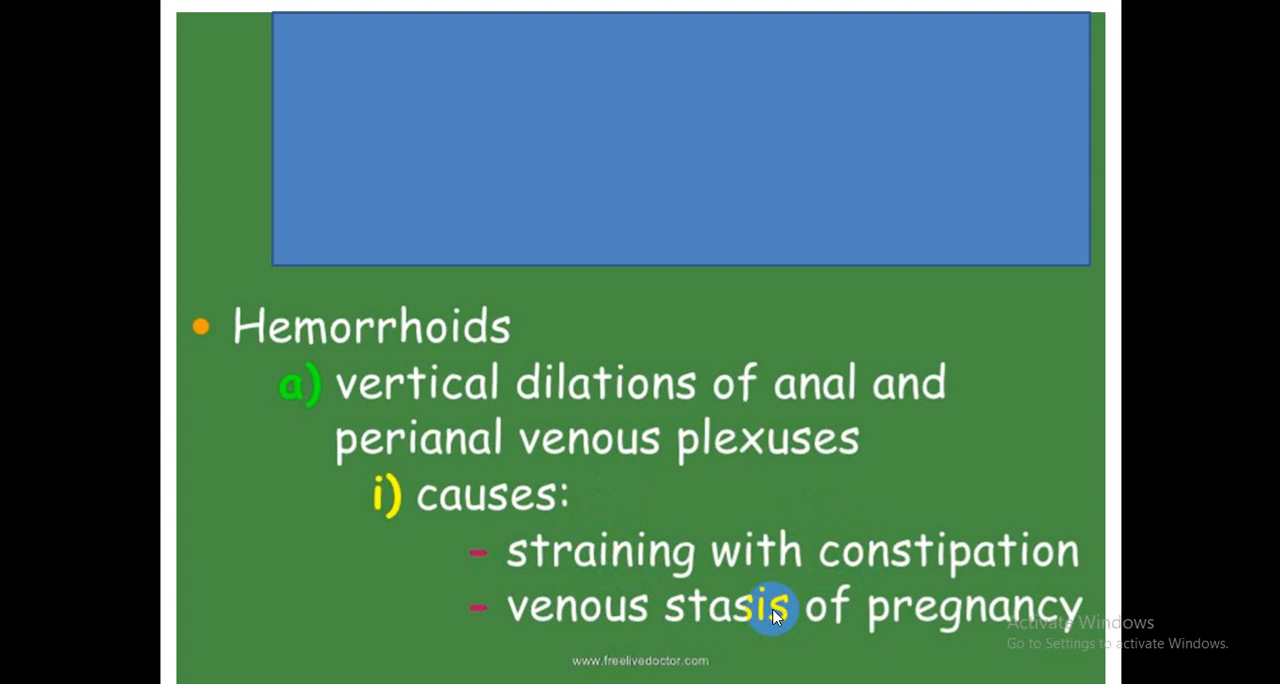 • Hemorrhoids
a) vertical dilations of anal and
perianal venous plexuses
i) causes:
- straining with constipation
- venous stasis of pregnancy
Activate Windows
Go to Settings to activate Windows.
www.freelivedoctor.com